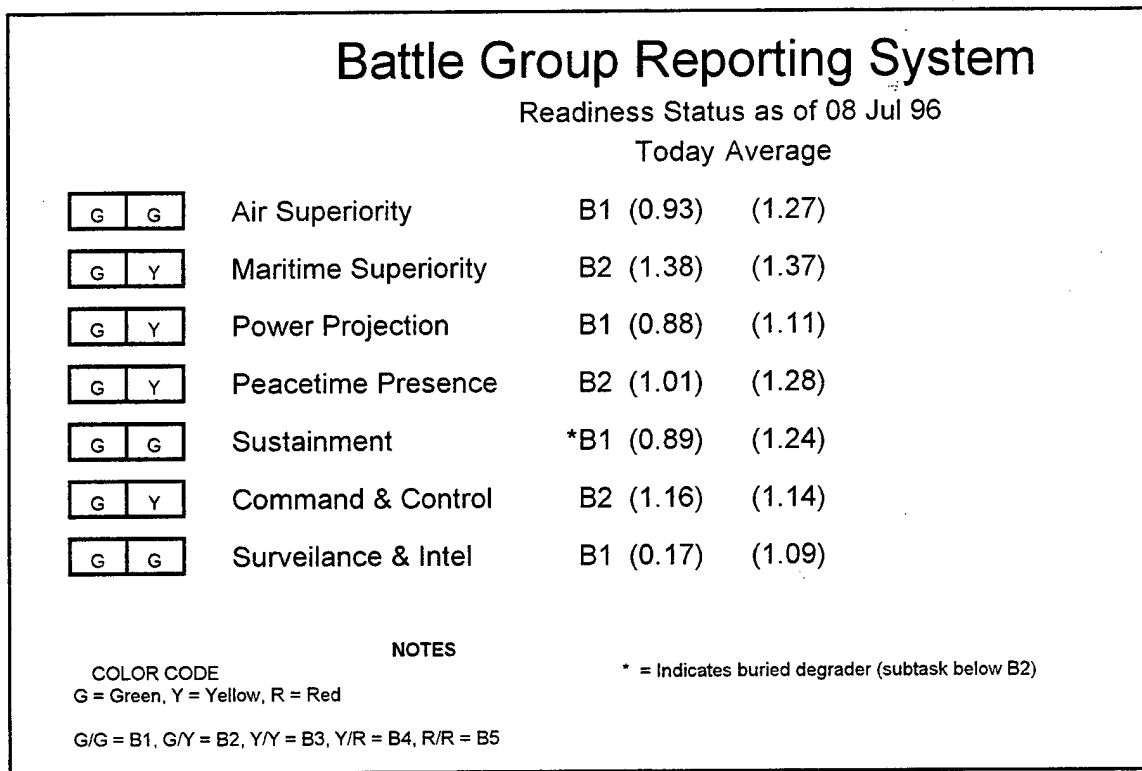 Battle Group Reporting System
Readiness Status as of 08 Jul 96
Today Average
G G Air Superiority B1 (0.93) (1.27)
G Y Maritime Superiority B2 (1.38) (1.37)
G Y Power Projection B1 (0.88) (1.11)
G Y Peacetime Presence B2 (1.01) (1.28)
G G Sustainment *B1 (0.89) (1.24)
G Y Command & Control B2 (1.16) (1.14)
G G Surveilance & Intel B1 (0.17) (1.09)
NOTES
COLOR CODE * = Indicates buried degrader (subtask below B2)
G = Green, Y = Yellow, R = Red
G/G = B1, G/Y = B2, Y/Y = B3, Y/R = B4, R/R = B5